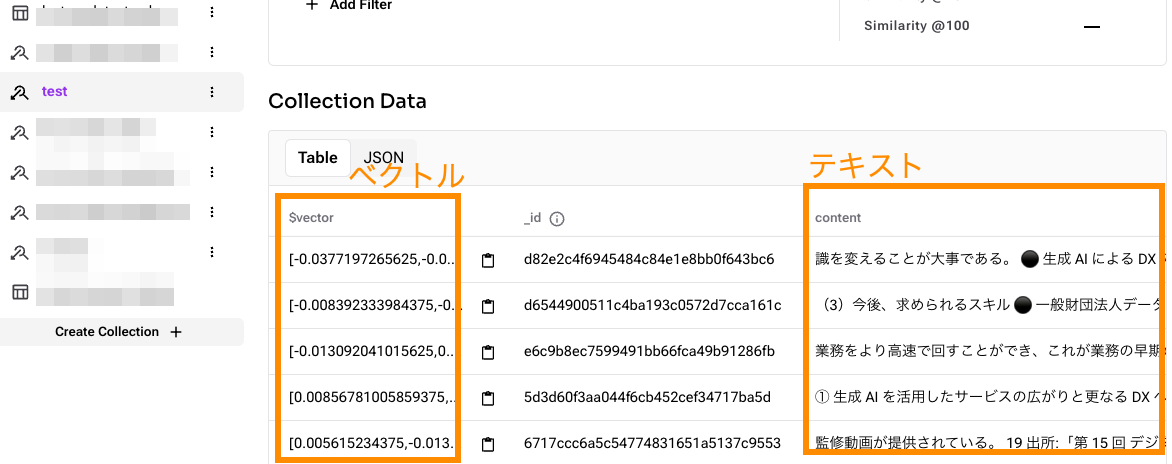 Add Filter
Similarity @100
test
Collection Data
Table
JSON
ベクトル
テキスト
$vector
_id
content
[-0.0377197265625,-0.0..
d82e2c4f6945484c84e1e8bb0f643bc6
識を変えることが大事である。 ⚫ 生成 AI による DX
[-0.008392333984375,-0.
d6544900511c4ba193c0572d7cca161c
（3）今後、求められるスキル ⚫ 一般財団法人データ
[-0.013092041015625,0..
e6c9b8ec7599491bb66fca49b91286fb
業務をより高速で回すことができ、これが業務の早期
Create Collection +
[0.00856781005859375,..
5d3d60f3aa044f6cb452cef34717ba5d
① 生成 AI を活用したサービスの広がりと更なる DX へ
[0.005615234375,-0.013..
6717ccc6a5c54774831651a5137c9553
監修動画が提供されている。 19 出所:「第 15 回 デジ